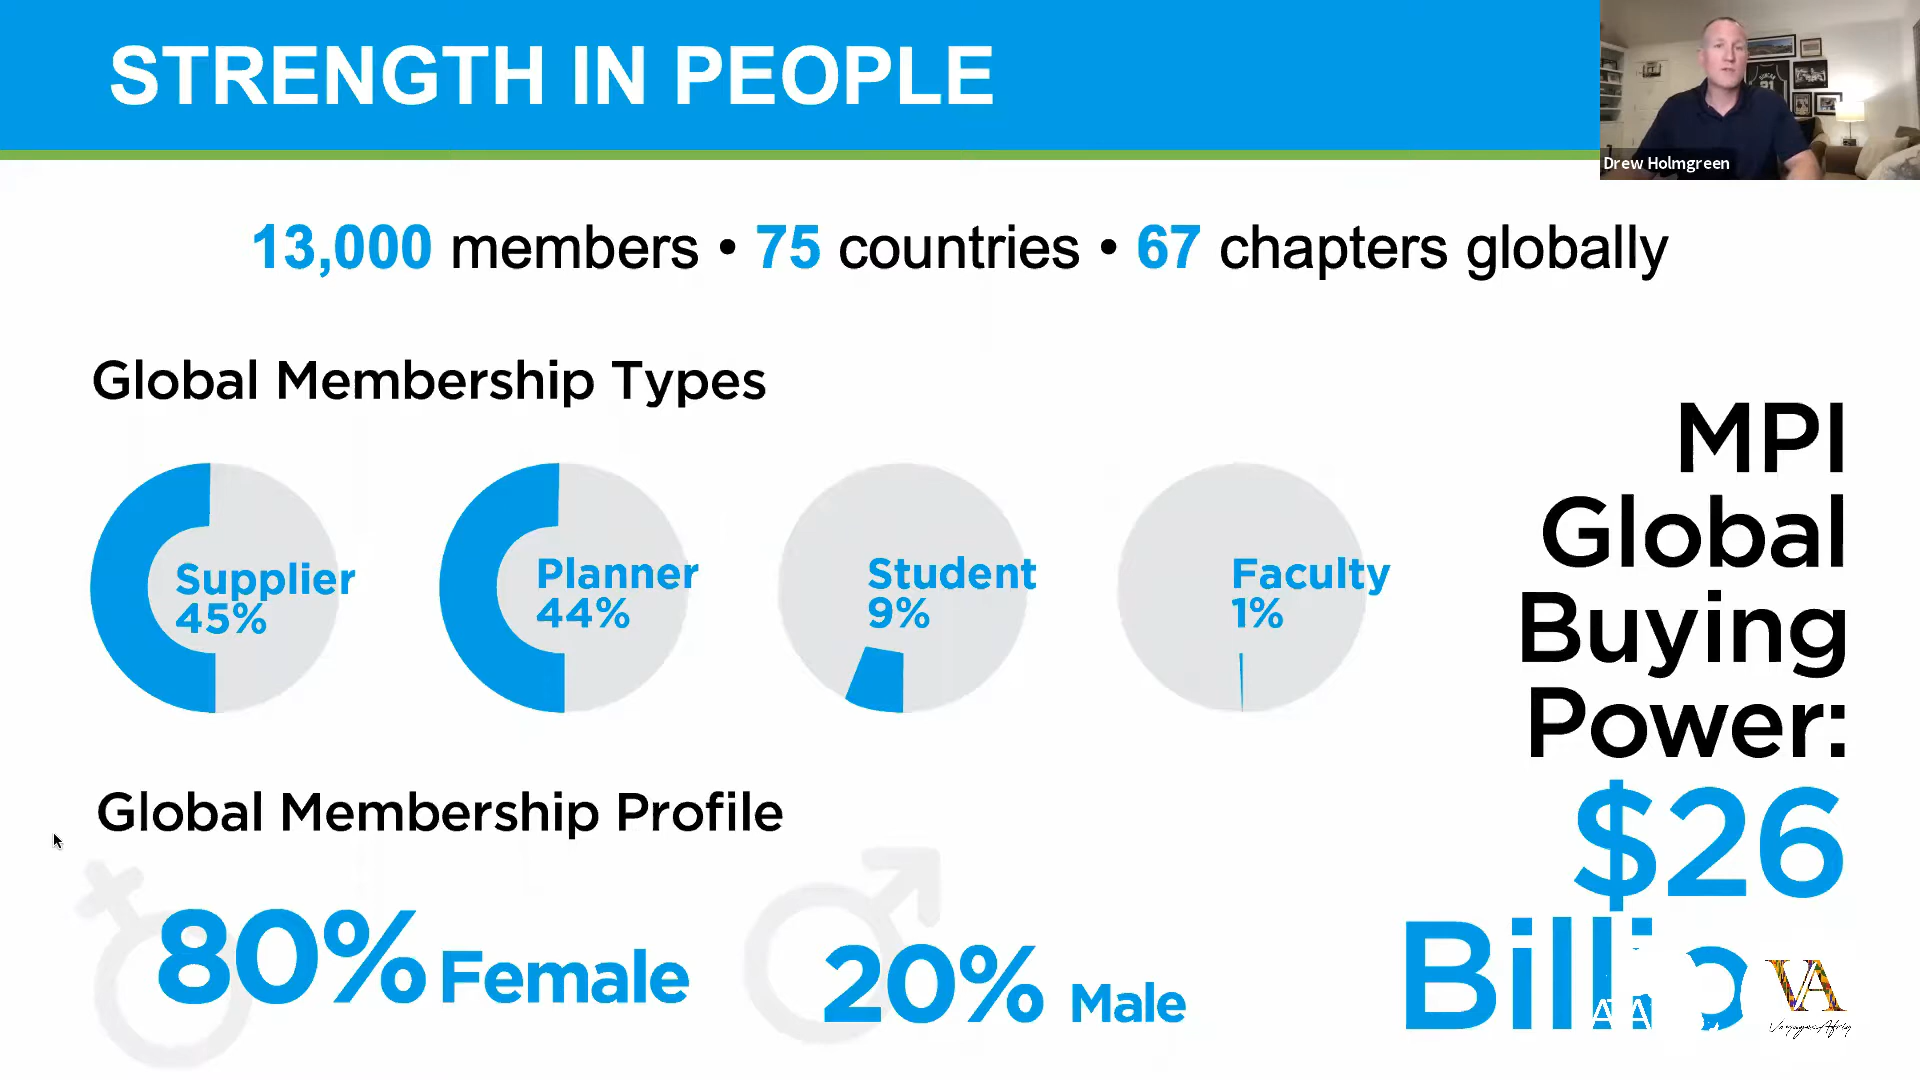 STRENGTH IN PEOPLE
Drew Holmgreen
13,000 members • 75 countries • 67 chapters globally
Global Membership Types
Supplier
45%
Planner
44%
Student
9%
Faculty
1%
MPI
Global
Buying
Power:
$26
Global Membership Profile
80% Female
20% Male
VA